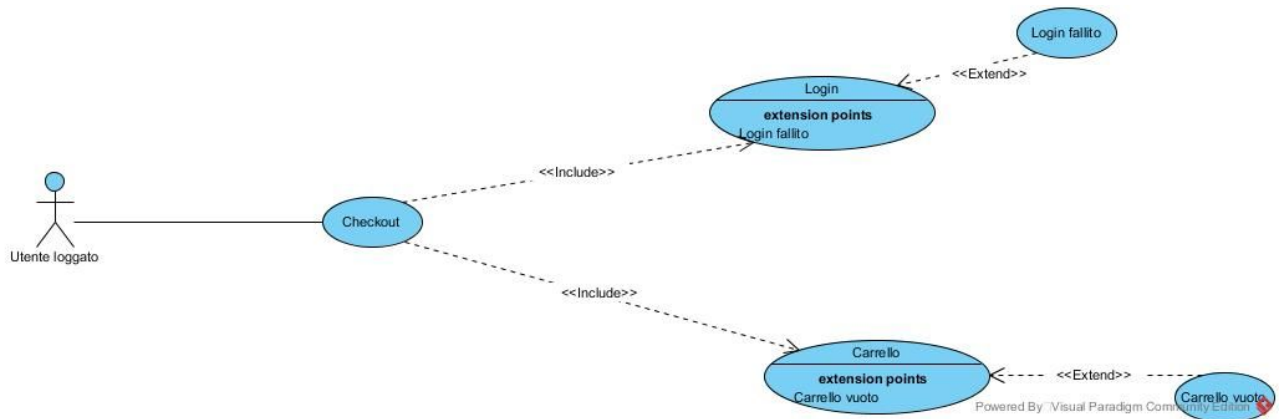 Login fallito
<<Extend>>
Login
extension points
Login fallito
<<Include>>
Checkout
Utente loggato
<<Include>>
Carrello
extension points
Carrello vuoto
<<Extend>>
Carrello vuoto
Powered By Visual Paradigm Community Edition